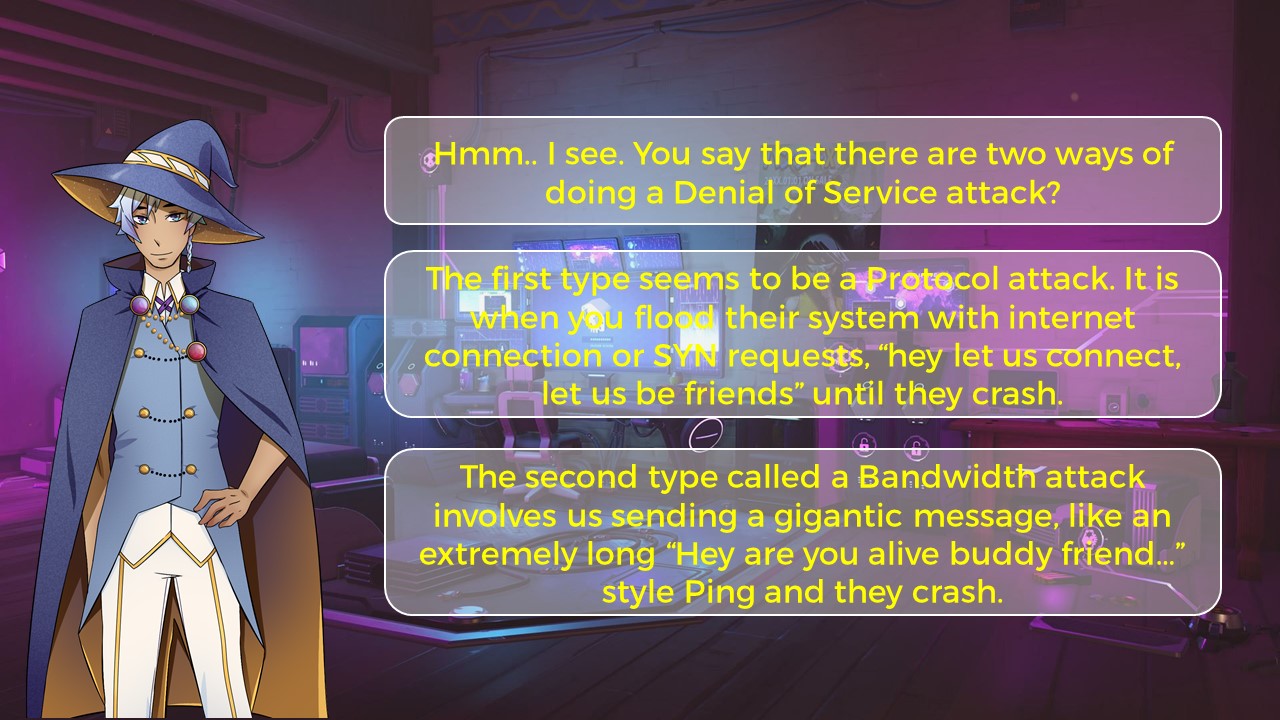 Hmm.. I see. You say that there are two ways of
doing a Denial of Service attack?
The first type seems to be a Protocol attack. It is
when you flood their system with internet
connection or SYN requests, “hey let us connect,
let us be friends” until they crash.
The second type called a Bandwidth attack
involves us sending a gigantic message, like an
extremely long “Hey are you alive buddy friend...”
style Ping and they crash.